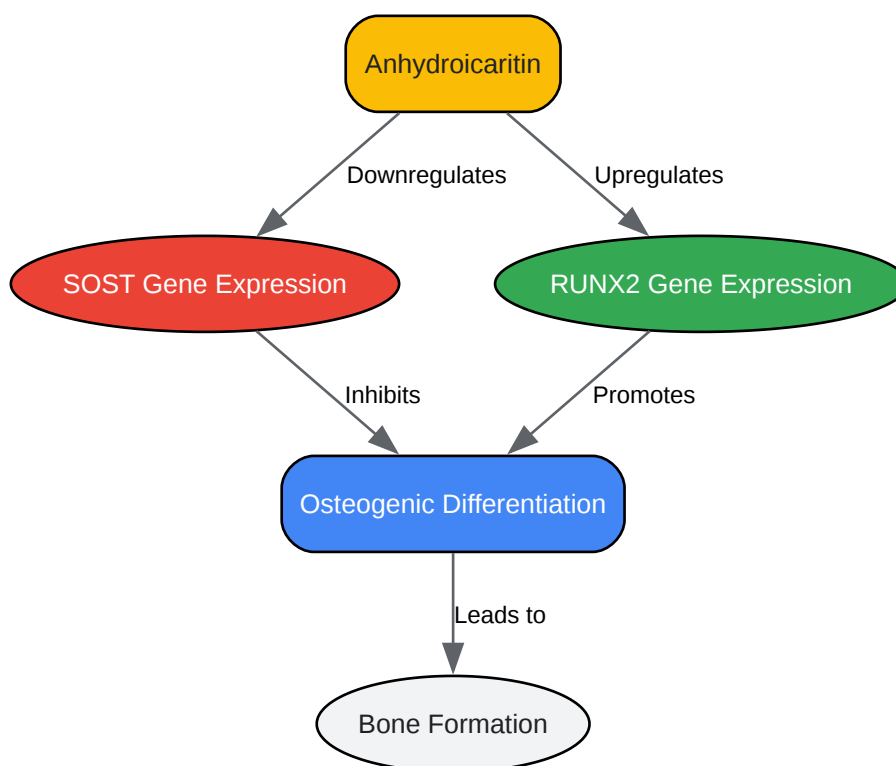 Anhydroicaritin
Downregulates
Upregulates
SOST Gene Expression
RUNX2 Gene Expression
Inhibits
Promotes
Osteogenic Differentiation
Leads to
Bone Formation